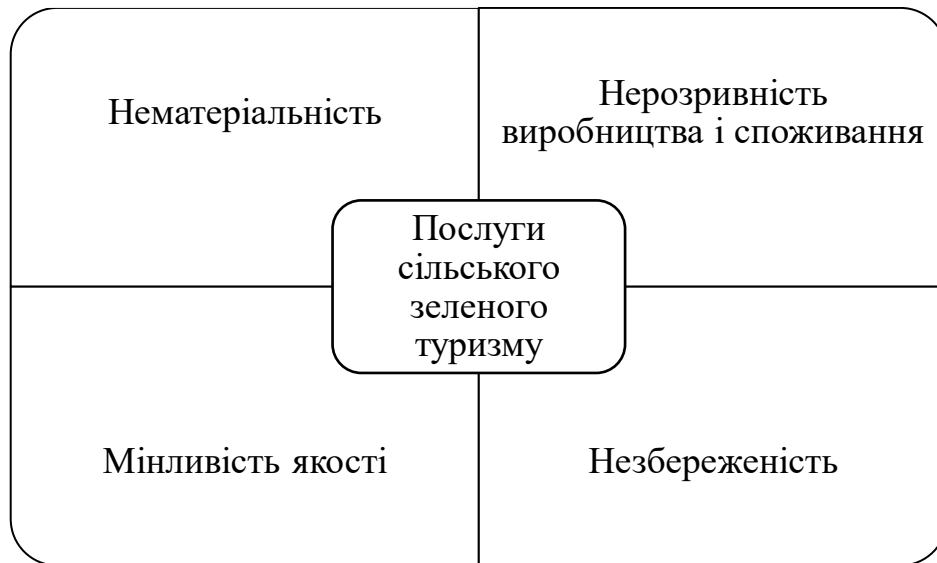 Нематеріальність
Нерозривність
виробництва і споживання
Послуги
сільського
зеленого
туризму
Мінливість якості
Незбереженість